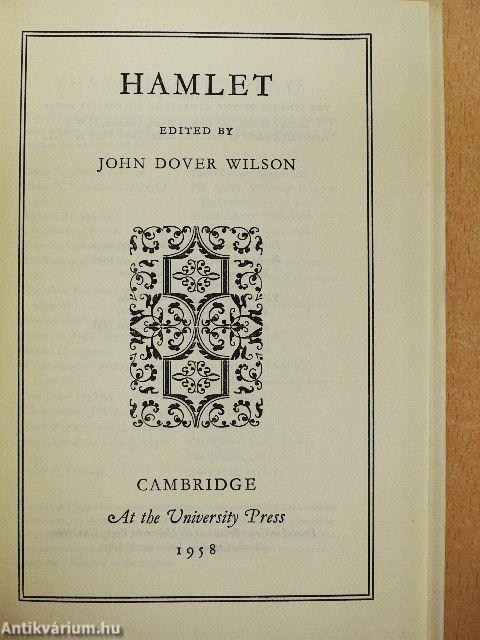 HAMLET
EDITED BY
JOHN DOVER WILSON
CAMBRIDGE
At the University Press
1958
Antikvárium.hu